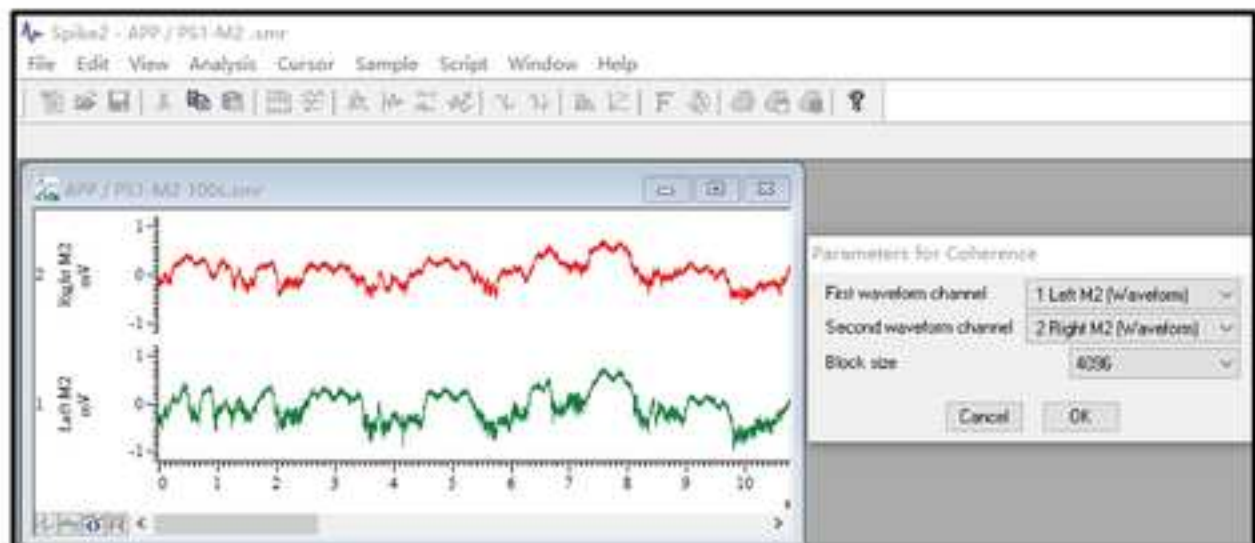 Spike2 - APP / PS1-M2 .smr
File Edit View Analysis Cursor Sample Script Window Help
APP / PS1-M2 100s.smr
2 Right M2 mV
1
0
-1
1 Left M2 mV
1
0
-1
0 1 2 3 4 5 6 7 8 9 10
s
Parameters for Coherence
First waveform channel 1 Left M2 (Waveform)
Second waveform channel 2 Right M2 (Waveform)
Block size 4096
Cancel OK